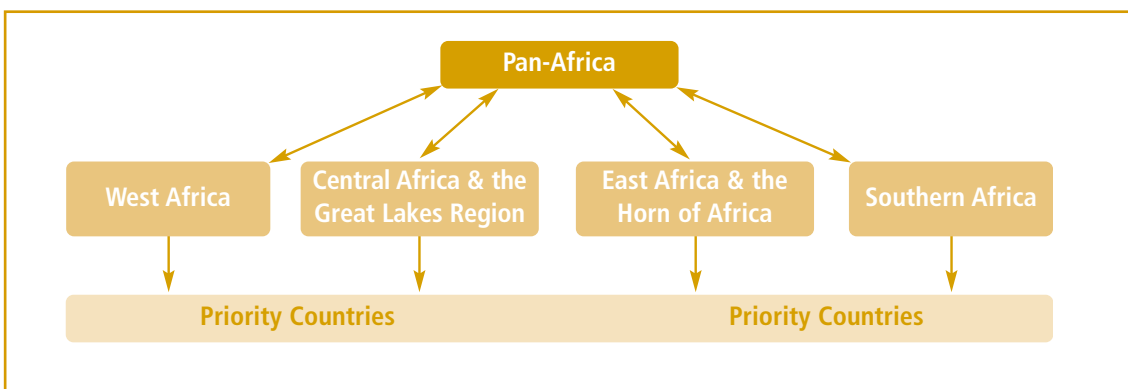 Pan-Africa
West Africa
Central Africa & the
Great Lakes Region
East Africa & the
Horn of Africa
Southern Africa
Priority Countries
Priority Countries